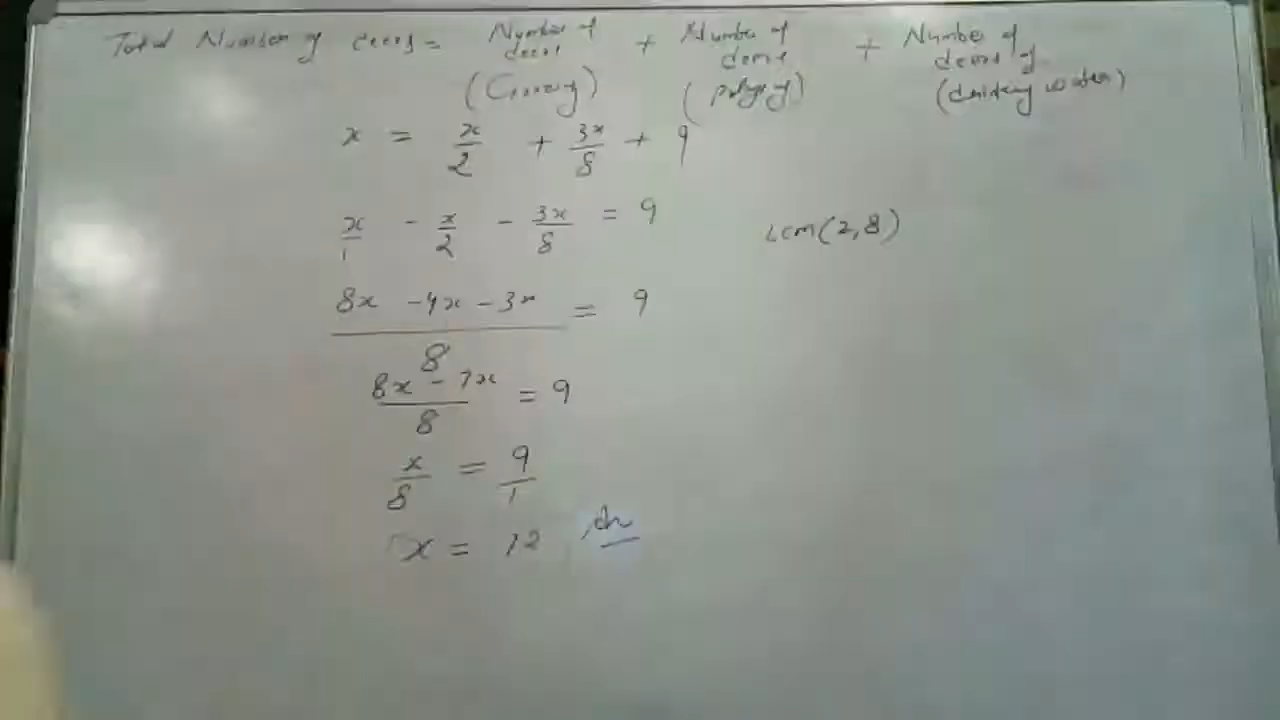 Total Number of deers = Number of deers (Grazing) + Number of deers (Playing) + Number of deers of (drinking water)
x = x/2 + 3x/8 + 9
x/1 - x/2 - 3x/8 = 9
LCM(2,8)
8x - 4x - 3x / 8 = 9
8x - 7x / 8 = 9
x/8 = 9/1
x = 12 Ans